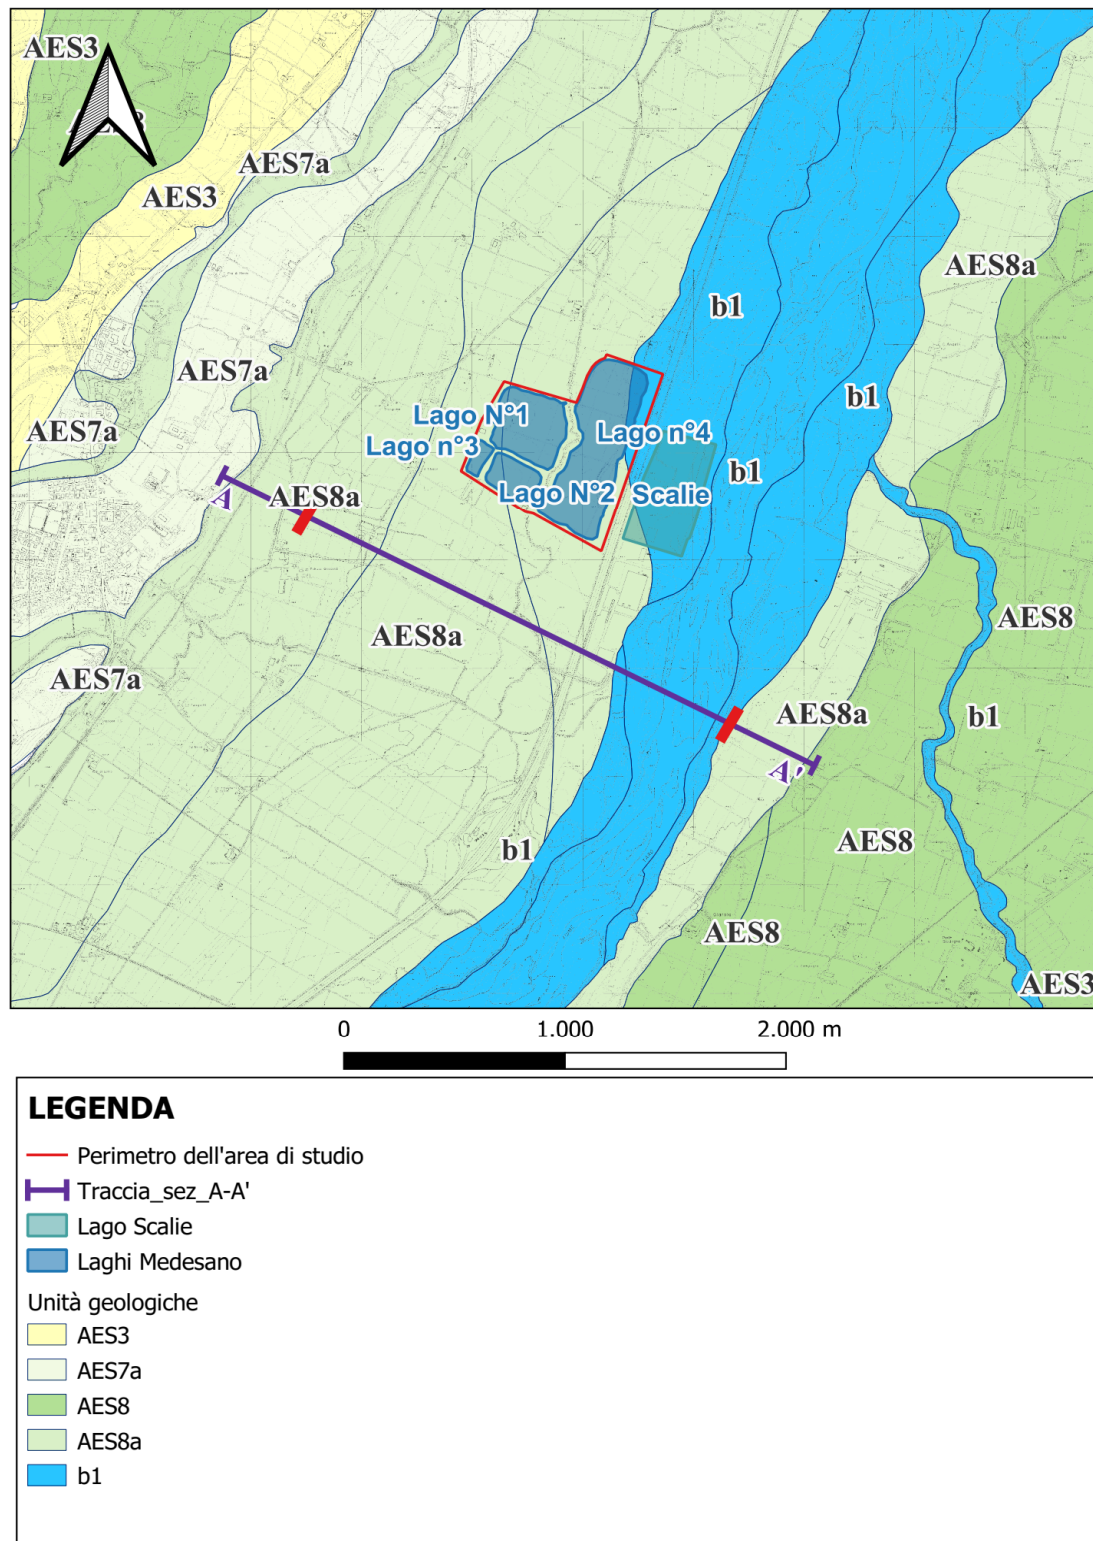 AES3
AES7a
AES3
AES8a
b1
AES7a
b1
Lago N°1
AES7a
Lago n°4
Lago n°3
b1
Lago N°2
Scalie
A
AES8a
AES8
AES8a
AES7a
AES8a
b1
A'
AES8
b1
AES8
AES3
0 1.000 2.000 m
LEGENDA
Perimetro dell'area di studio
Traccia_sez_A-A'
Lago Scalie
Laghi Medesano
Unità geologiche
AES3
AES7a
AES8
AES8a
b1